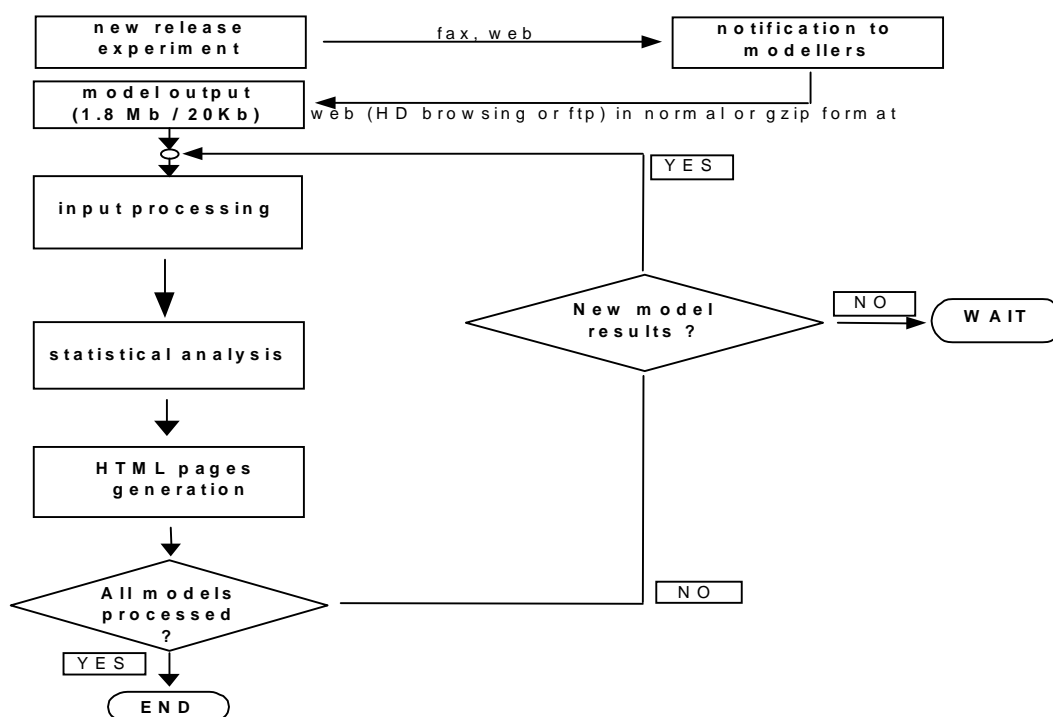 new release
experiment
fax, web
notification to
modellers
model output
(1.8 Mb / 20Kb)
web (HD browsing or ftp) in normal or gzip format
YES
input processing
New model
results ?
NO
WAIT
statistical analysis
HTML pages
generation
All models
processed
?
NO
YES
END